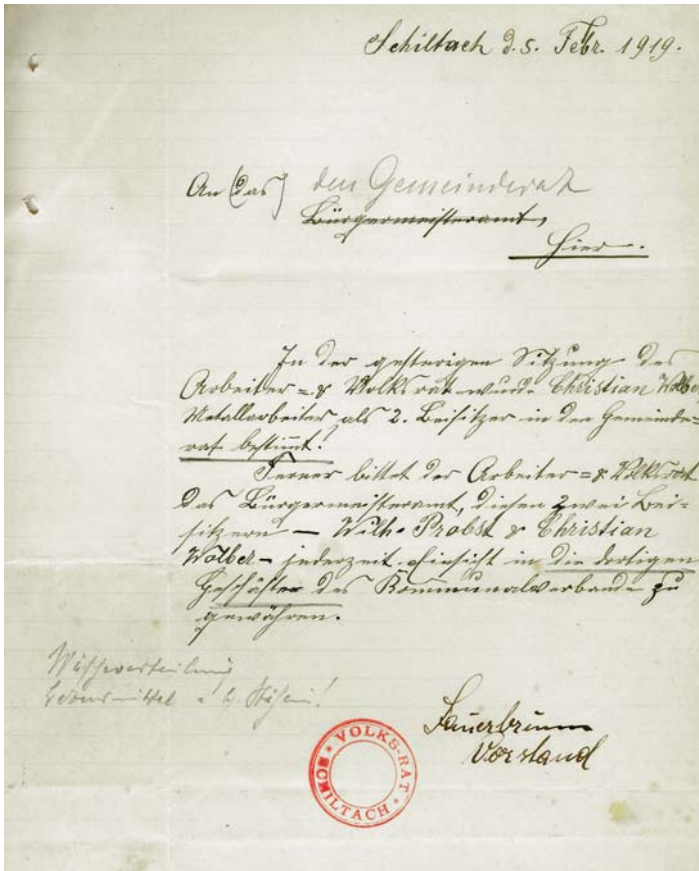 Schiltach d. 5. Febr. 1919.
An (das) den Gemeinderat
Bürgermeisteramt,
Hier.
In der gestrigen Sitzung des
Arbeiter- & Volksrat wurde Christian Wolber
Metallarbeiter als 2. Beisitzer in den Gemeinde-
rat bestimmt.
Ferner bittet der Arbeiter- & Volksrat
das Bürgermeisteramt, diesen zwei Bei-
sitzern – Wilh. Probst & Christian
Wolber – jederzeit Einsicht in die dortigen
Geschäfte des Kommunalverbands zu
gewähren.
Lebensmittel
Sauerbrunn
Vorstand
VOLKS-RAT
SCHILTACH